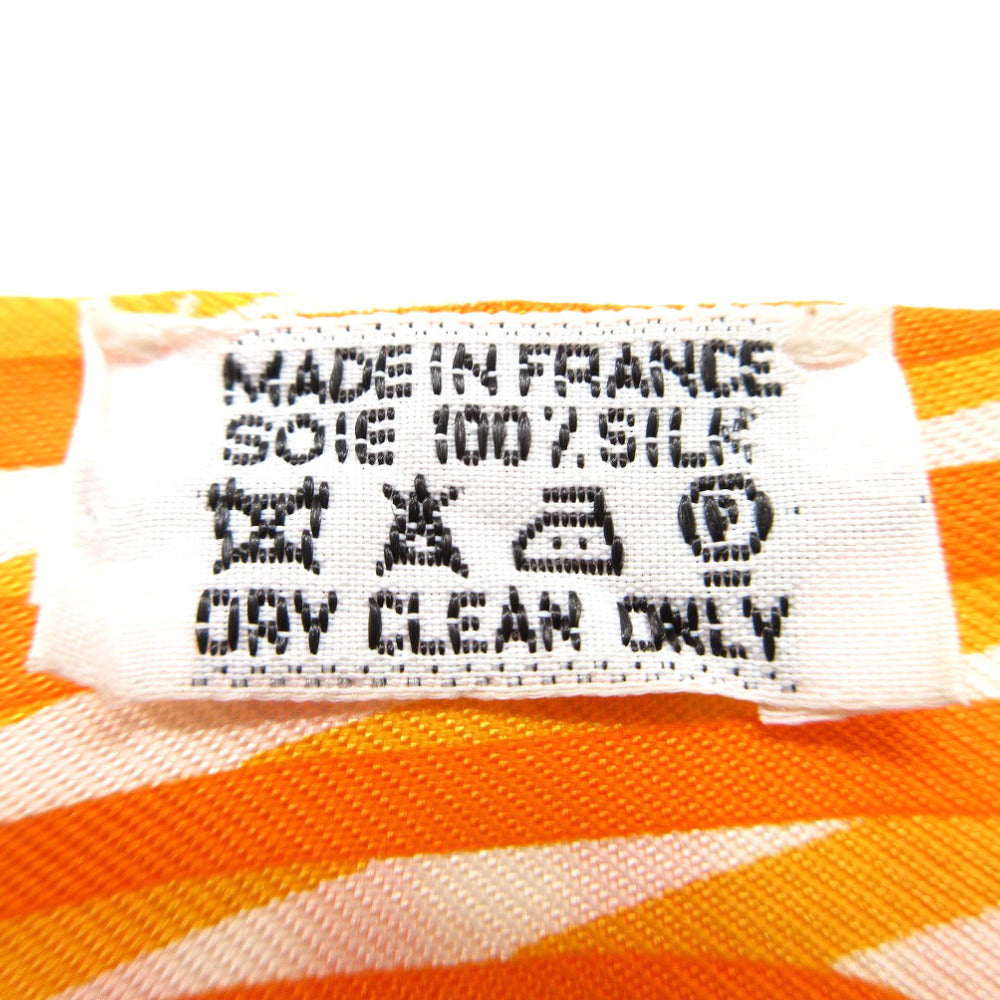 MADE IN FRANCE
SOIE 100% SILK
P
DRY CLEAN ONLY